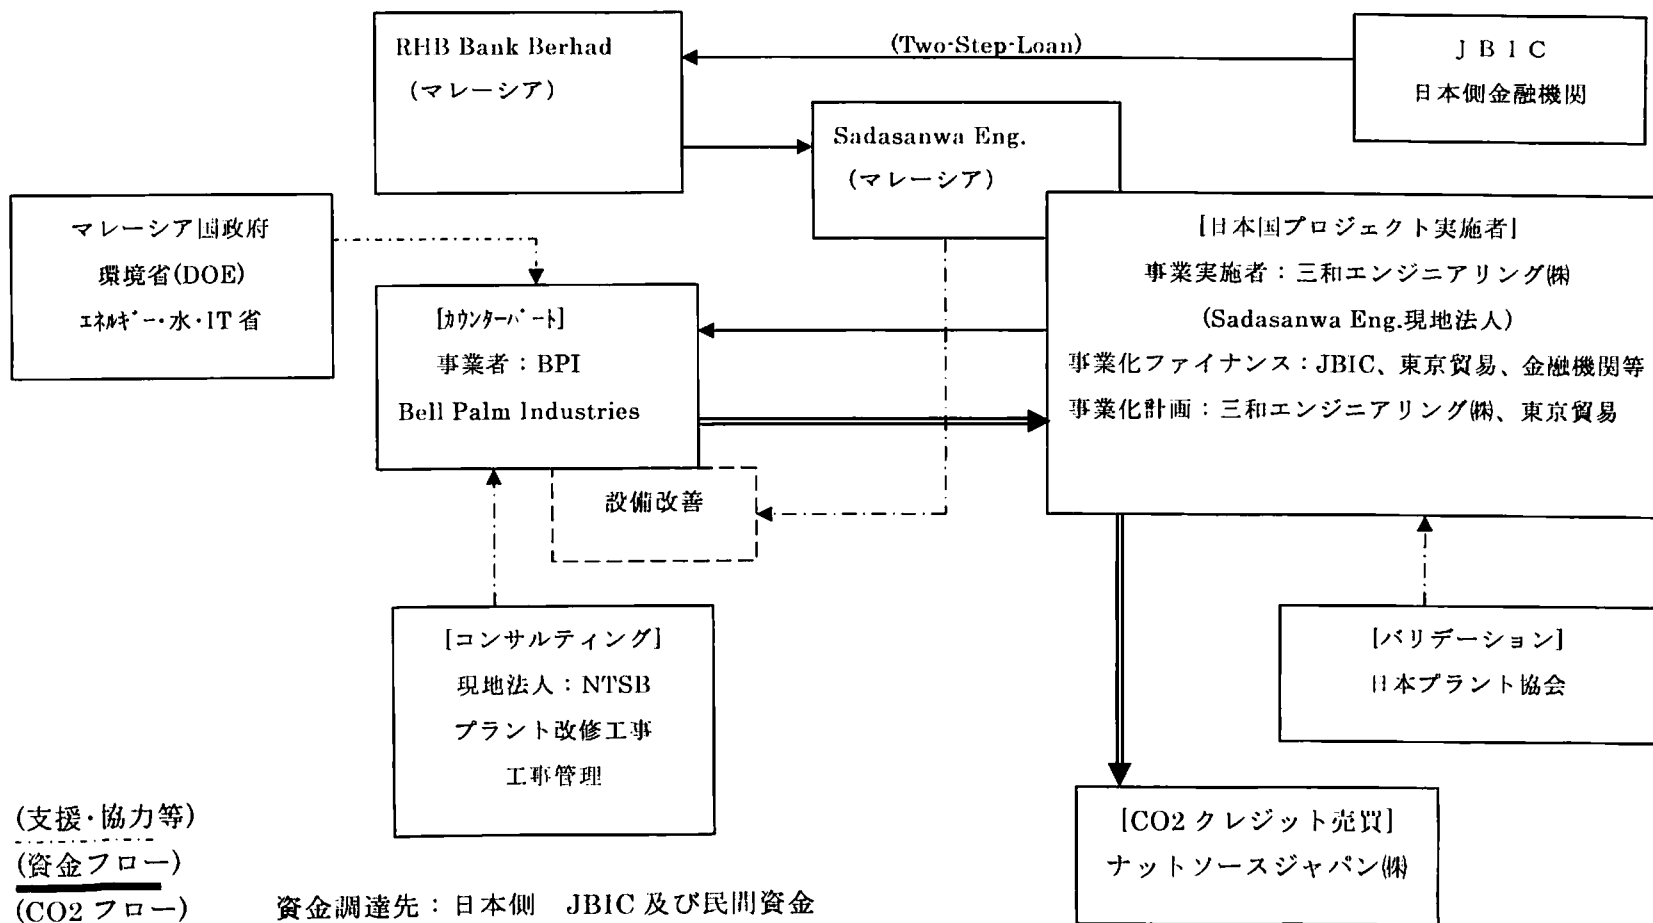 RHB Bank Berhad
(マレーシア)
(Two-Step-Loan)
JBIC
日本側金融機関
Sadasanwa Eng.
(マレーシア)
マレーシア国政府
環境省(DOE)
エネルギー・水・IT省
[カウンターパート]
事業者：BPI
Bell Palm Industries
[日本国プロジェクト実施者]
事業実施者：三和エンジニアリング㈱
(Sadasanwa Eng.現地法人)
事業化ファイナンス：JBIC、東京貿易、金融機関等
事業化計画：三和エンジニアリング㈱、東京貿易
設備改善
[コンサルティング]
現地法人：NTSB
プラント改修工事
工事管理
[バリデーション]
日本プラント協会
[CO2クレジット売買]
ナットソースジャパン㈱
(支援・協力等)
(資金フロー)
(CO2フロー)
資金調達先：日本側　JBIC及び民間資金